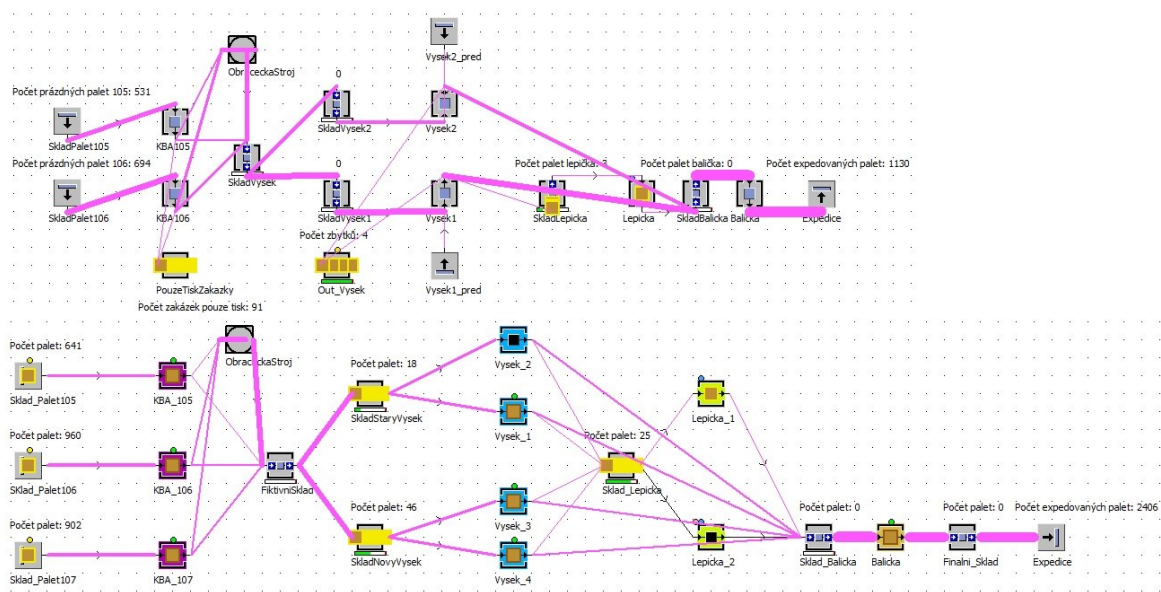 Vysek2_pred
ObraceckaStroj
0
Počet prázdných palet 105: 531
SkladPalet105
KBA105
SkladVysek2
Vysek2
Počet prázdných palet 106: 694
0
Počet palet lepička: 3
Počet palet balička: 0
Počet expedovaných palet: 1130
SkladVysek
SkladPalet106
KBA106
SkladVysek1
Vysek1
SkladLepicka
Lepicka
SkladBalicka
Balicka
Expedice
Počet zbytků: 4
PouzeTiskZakazky
Out_Vysek
Vysek1_pred
Počet zakázek pouze tisk: 91
Počet palet: 641
ObraceckaStroj
Počet palet: 18
Vysek_2
Sklad_Palet105
KBA_105
SkladStaryVysek
Lepicka_1
Počet palet: 960
Vysek_1
Počet palet: 25
Sklad_Palet106
KBA_106
FiktivniSklad
Sklad_Lepicka
Počet palet: 902
Počet palet: 46
Vysek_3
Počet palet: 0
Počet palet: 0
Počet expedovaných palet: 2406
Sklad_Palet107
KBA_107
SkladNovyVysek
Vysek_4
Lepicka_2
Sklad_Balicka
Balicka
Finalni_Sklad
Expedice